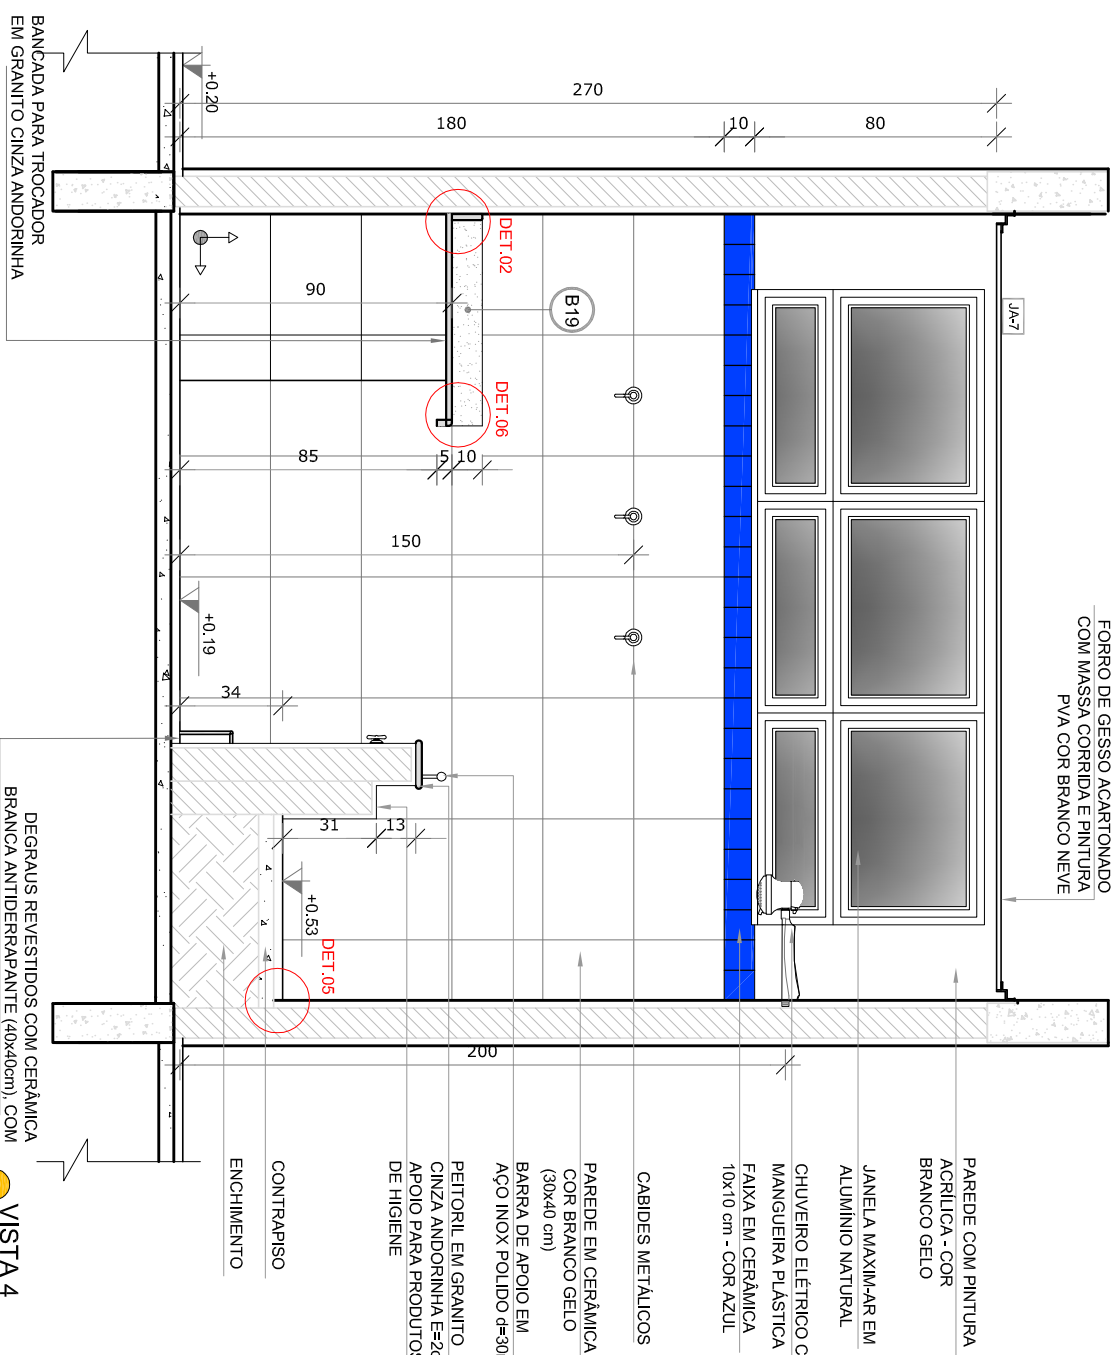 FORRO DE GESSO ACARTONADO
COM MASSA CORRIDA E PINTURA
PVA COR BRANCO NEVE
JA-7
270
180
10
80
+0.20
BANCADA PARA TROCADOR
EM GRANITO CINZA ANDORINHA
DET.02
B19
DET.06
90
85
5
10
150
+0.19
34
31
13
+0.53
DET.05
200
PAREDE COM PINTURA
ACRÍLICA - COR
BRANCO GELO
JANELA MAXIM-AR EM
ALUMÍNIO NATURAL
CHUVEIRO ELÉTRICO C
MANGUEIRA PLÁSTICA
FAIXA EM CERÂMICA
10x10 cm - COR AZUL
CABIDES METÁLICOS
PAREDE EM CERÂMICA
COR BRANCO GELO
(30x40 cm)
BARRA DE APOIO EM
AÇO INOX POLIDO d=30
PEITORIL EM GRANITO
CINZA ANDORINHA E=2c
APOIO PARA PRODUTOS
DE HIGIENE
CONTRAPISO
ENCHIMENTO
DEGRAUS REVESTIDOS COM CERÂMICA
BRANCA ANTIDERRAPANTE (40x40cm), COM
VISTA 4